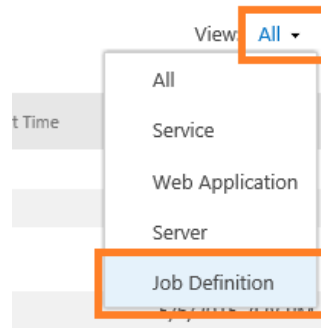 View: All
All
t Time
Service
Web Application
Server
Job Definition